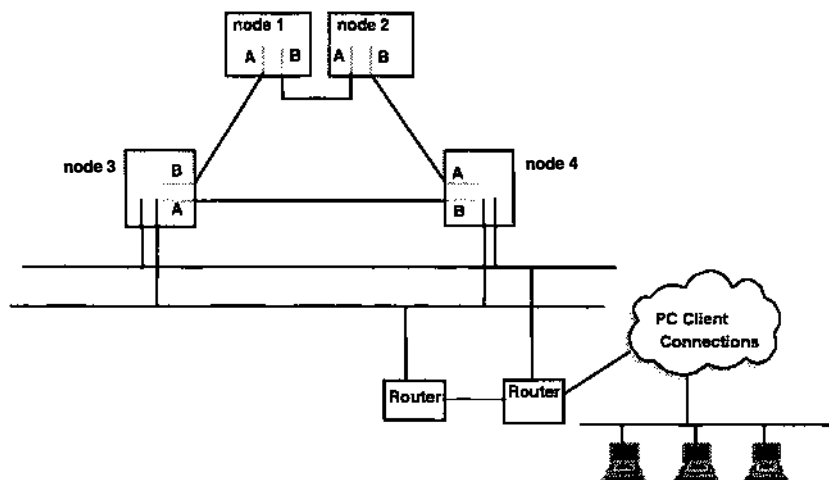 node 1
node 2
A B
A B
node 3
B
A
A
B
node 4
PC Client
Connections
Router
Router